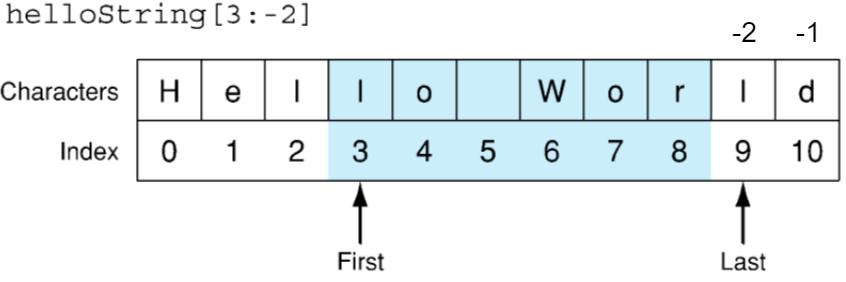 helloString[3:-2]
-2 -1
Characters H e l l o W o r l d
Index 0 1 2 3 4 5 6 7 8 9 10
First Last